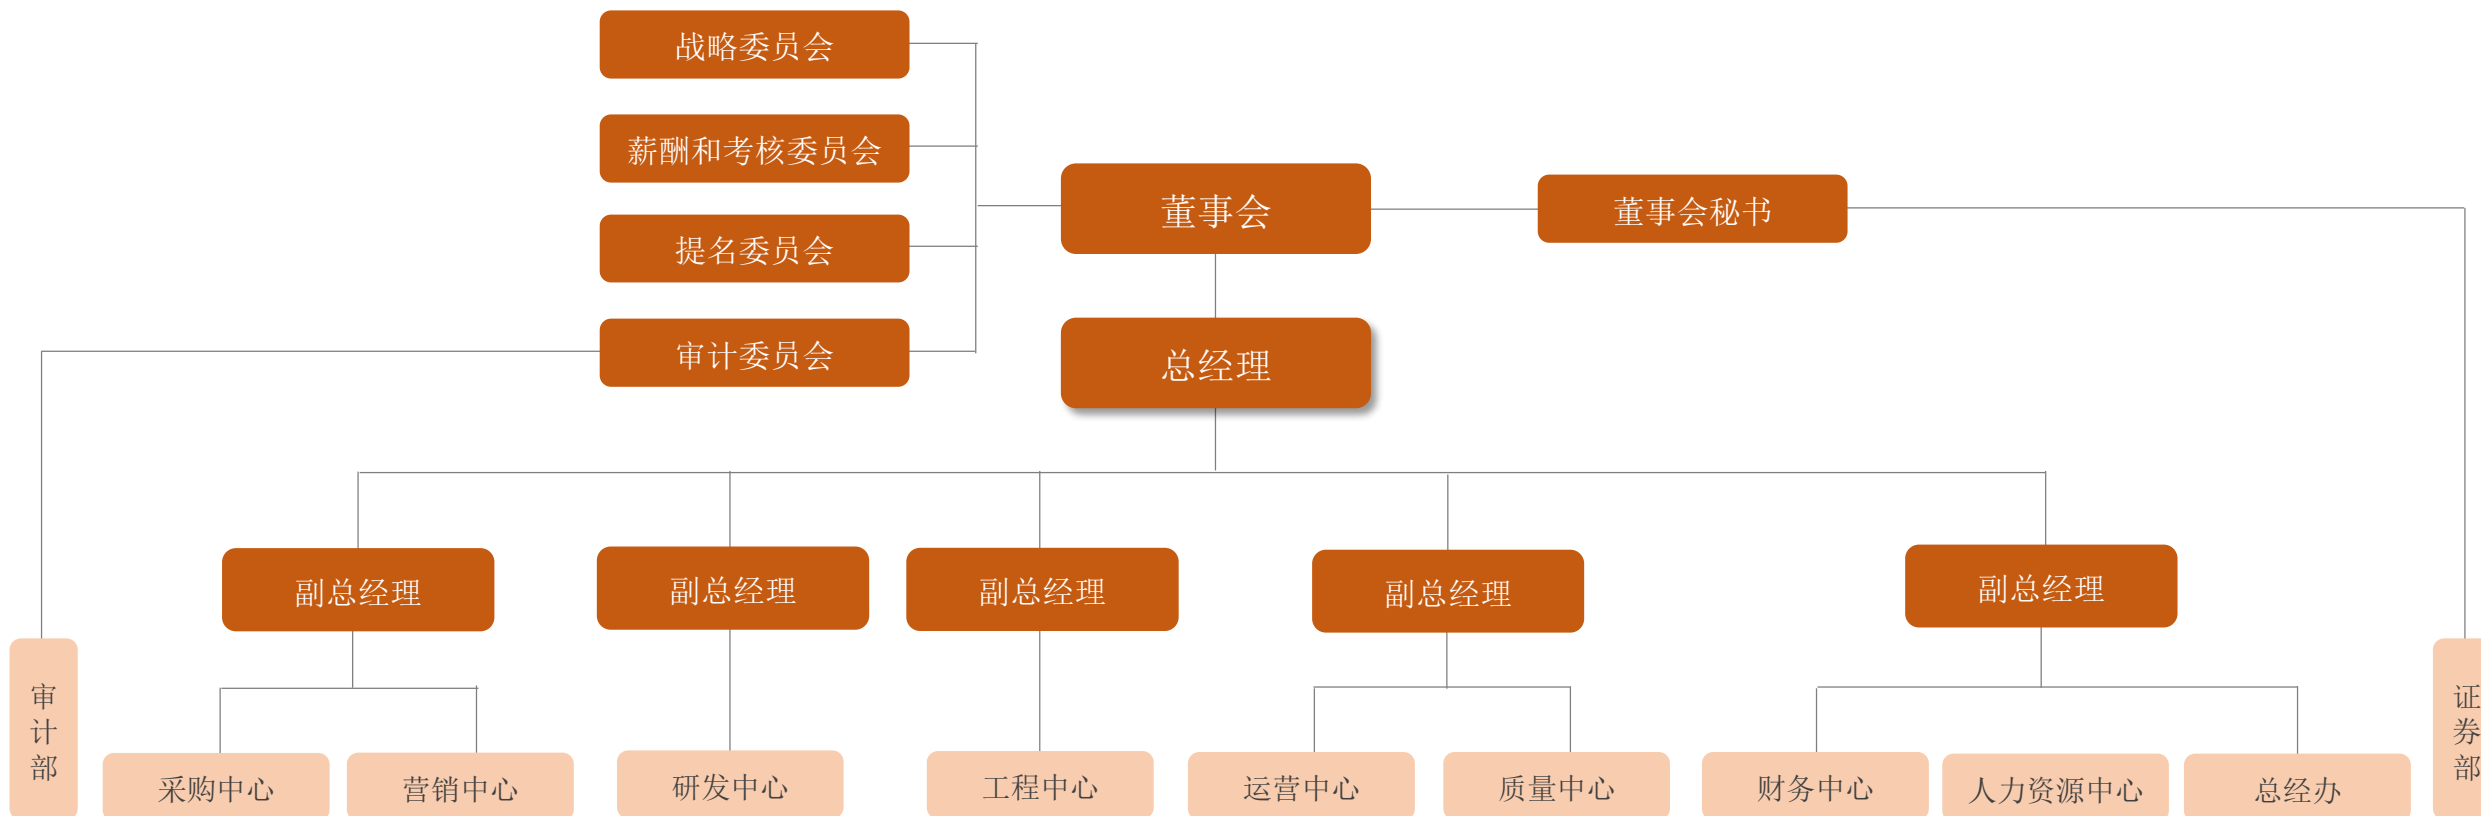 战略委员会
薪酬和考核委员会
董事会
董事会秘书
提名委员会
审计委员会
总经理
副总经理
副总经理
副总经理
副总经理
副总经理
审计部
采购中心
营销中心
研发中心
工程中心
运营中心
质量中心
财务中心
人力资源中心
总经办
证券部